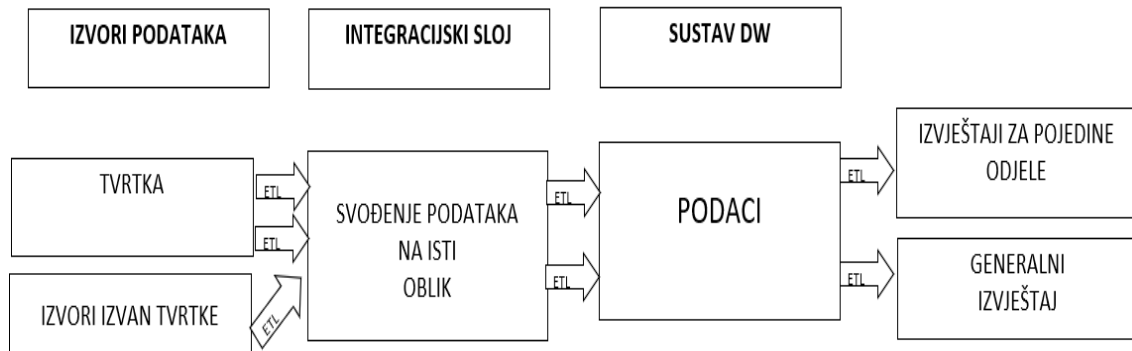 IZVORI PODATAKA
INTEGRACIJSKI SLOJ
SUSTAV DW
TVRTKA
IZVORI IZVAN TVRTKE
ETL
ETL
ETL
SVOĐENJE PODATAKA
NA ISTI
OBLIK
ETL
ETL
PODACI
ETL
ETL
IZVJEŠTAJI ZA POJEDINE
ODJELE
GENERALNI
IZVJEŠTAJ